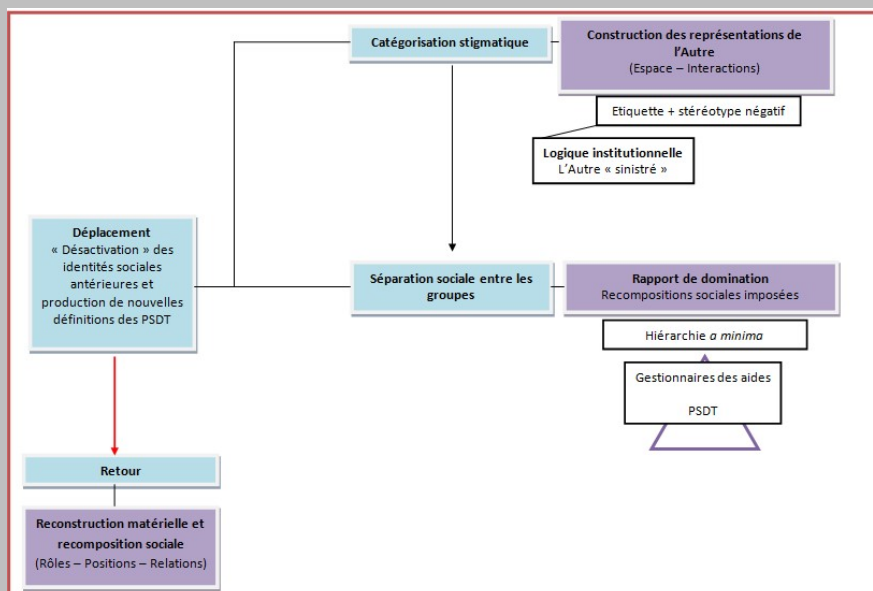 Catégorisation stigmatique
Construction des représentations de
l'Autre
(Espace – Interactions)
Etiquette + stéréotype négatif
Logique institutionnelle
L'Autre « sinistré »
Déplacement
« Désactivation » des
identités sociales
antérieures et
production de nouvelles
définitions des PSDT
Séparation sociale entre les
groupes
Rapport de domination
Recompositions sociales imposées
Hiérarchie a minima
Gestionnaires des aides
PSDT
Retour
Reconstruction matérielle et
recomposition sociale
(Rôles – Positions – Relations)